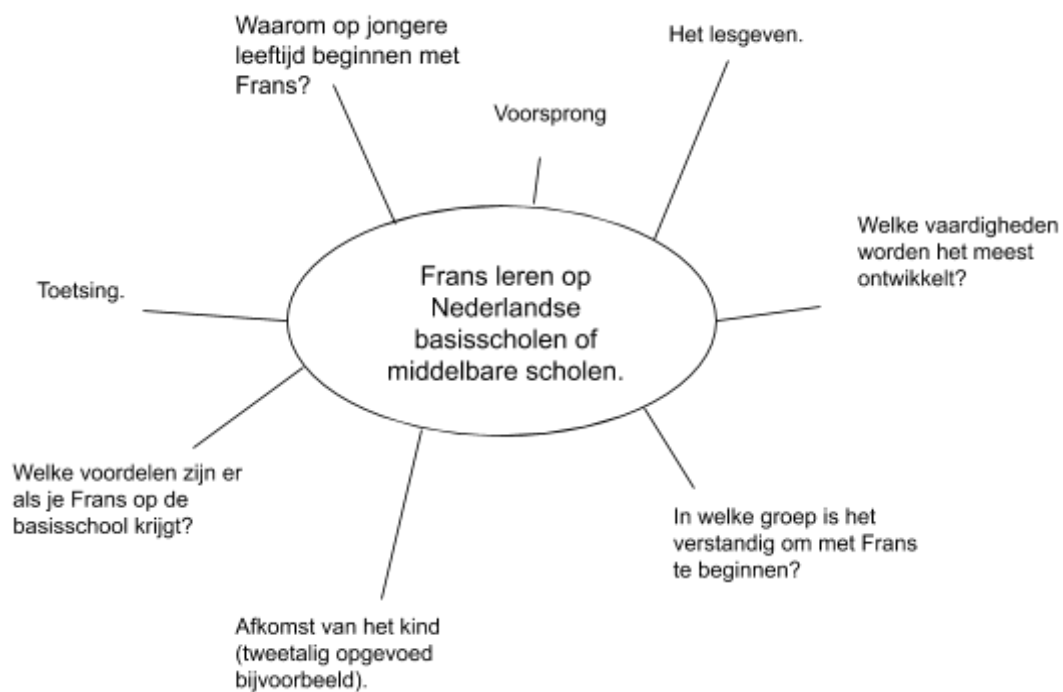 Waarom op jongere
leeftijd beginnen met
Frans?
Het lesgeven.
Voorsprong
Welke vaardigheden
worden het meest
ontwikkelt?
Toetsing.
Frans leren op
Nederlandse
basisscholen of
middelbare scholen.
Welke voordelen zijn er
als je Frans op de
basisschool krijgt?
In welke groep is het
verstandig om met Frans
te beginnen?
Afkomst van het kind
(tweetalig opgevoed
bijvoorbeeld).